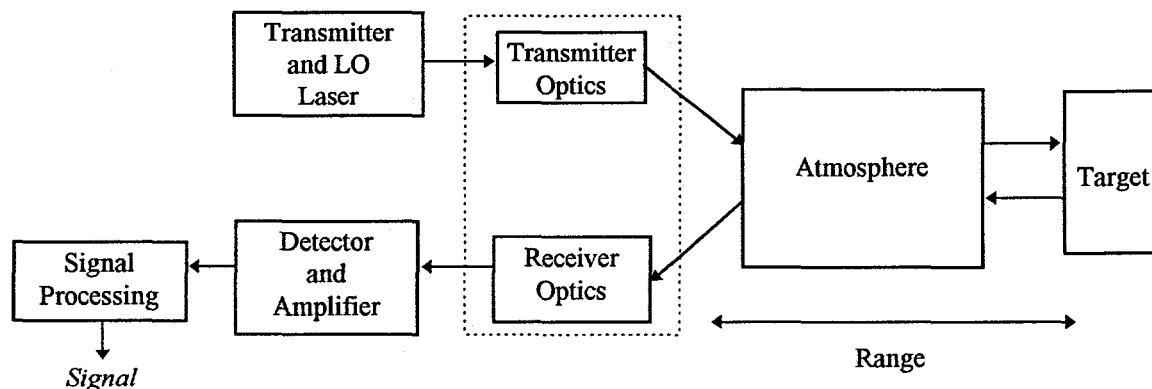 Transmitter
and LO
Laser
Transmitter
Optics
Atmosphere
Target
Detector
and
Amplifier
Receiver
Optics
Signal
Processing
Range
Signal